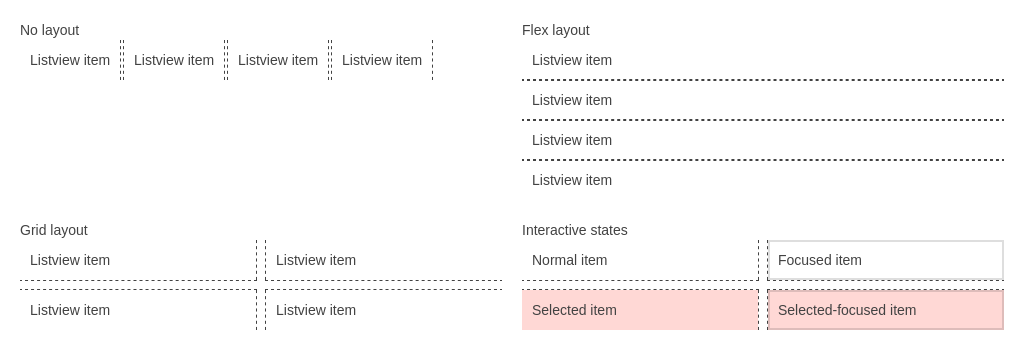 No layout
Listview item Listview item Listview item Listview item
Flex layout
Listview item
Listview item
Listview item
Listview item
Grid layout
Listview item Listview item
Listview item Listview item
Interactive states
Normal item Focused item
Selected item Selected-focused item